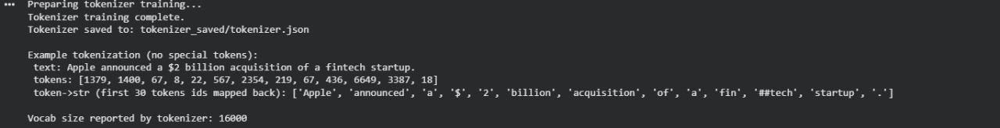 Preparing tokenizer training...
Tokenizer training complete.
Tokenizer saved to: tokenizer_saved/tokenizer.json
Example tokenization (no special tokens):
text: Apple announced a $2 billion acquisition of a fintech startup.
tokens: [1379, 1400, 67, 8, 22, 567, 2354, 219, 67, 436, 6649, 3387, 18]
token->str (first 30 tokens ids mapped back): ['Apple', 'announced', 'a', '$', '2', 'billion', 'acquisition', 'of', 'a', 'fin', '##tech', 'startup', '.']
Vocab size reported by tokenizer: 16000